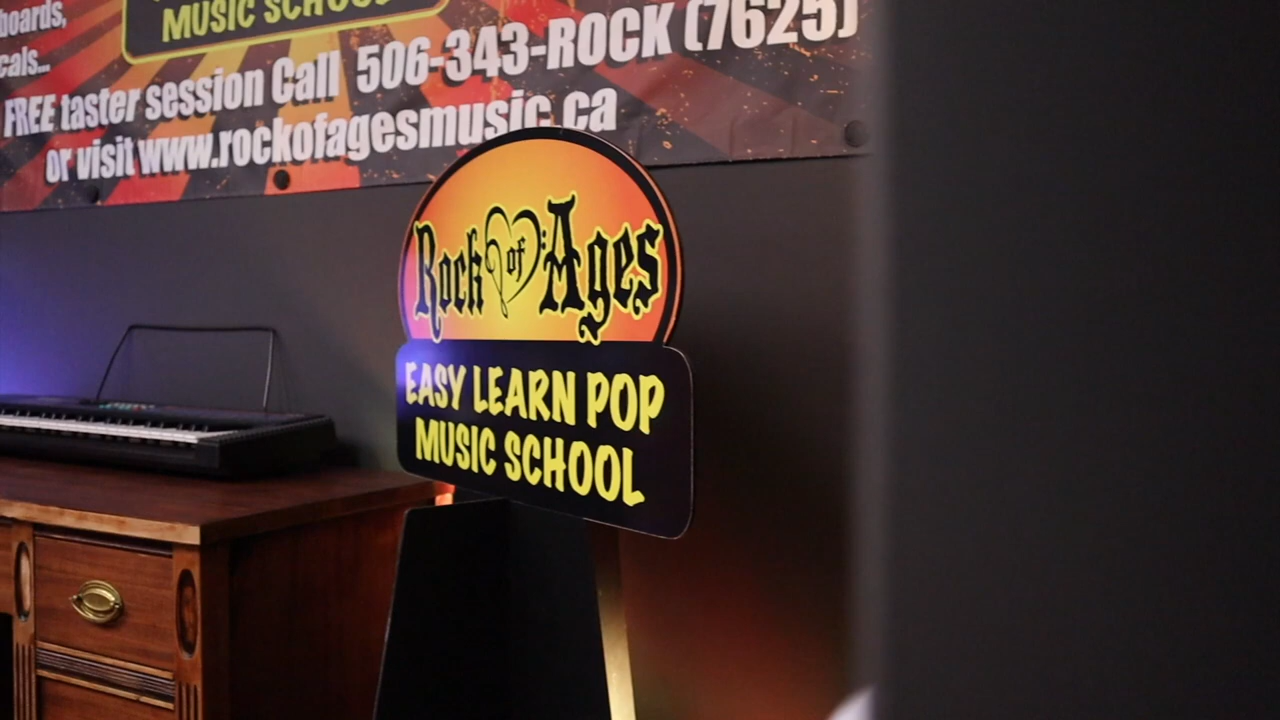 boards,
MUSIC SCHOOL
cals...
FREE taster session Call 506-343-ROCK (7625)
or visit www.rockofagesmusic.ca
Rock of Ages
EASY LEARN POP
MUSIC SCHOOL